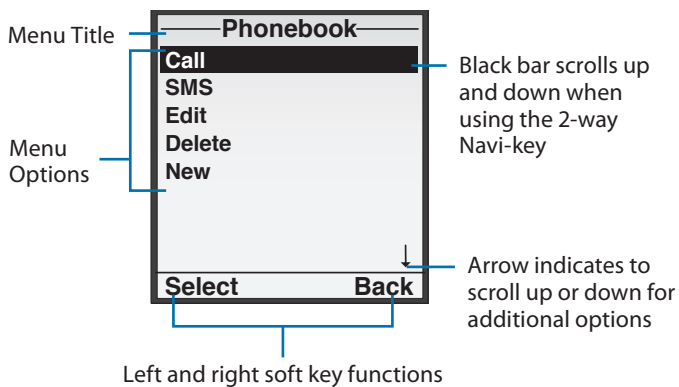 Menu Title
Phonebook
Call
SMS
Edit
Delete
New
Menu
Options
Black bar scrolls up
and down when
using the 2-way
Navi-key
Arrow indicates to
scroll up or down for
additional options
Select
Back
Left and right soft key functions